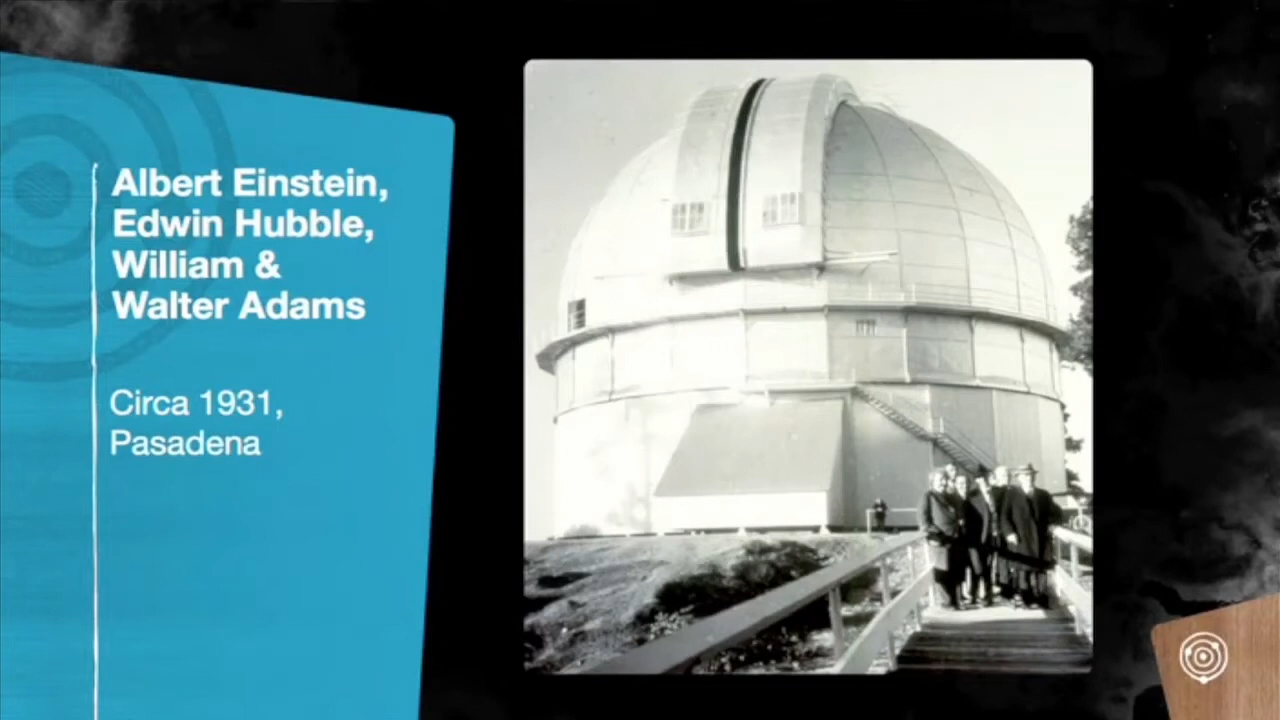 Albert Einstein,
Edwin Hubble,
William &
Walter Adams
Circa 1931,
Pasadena